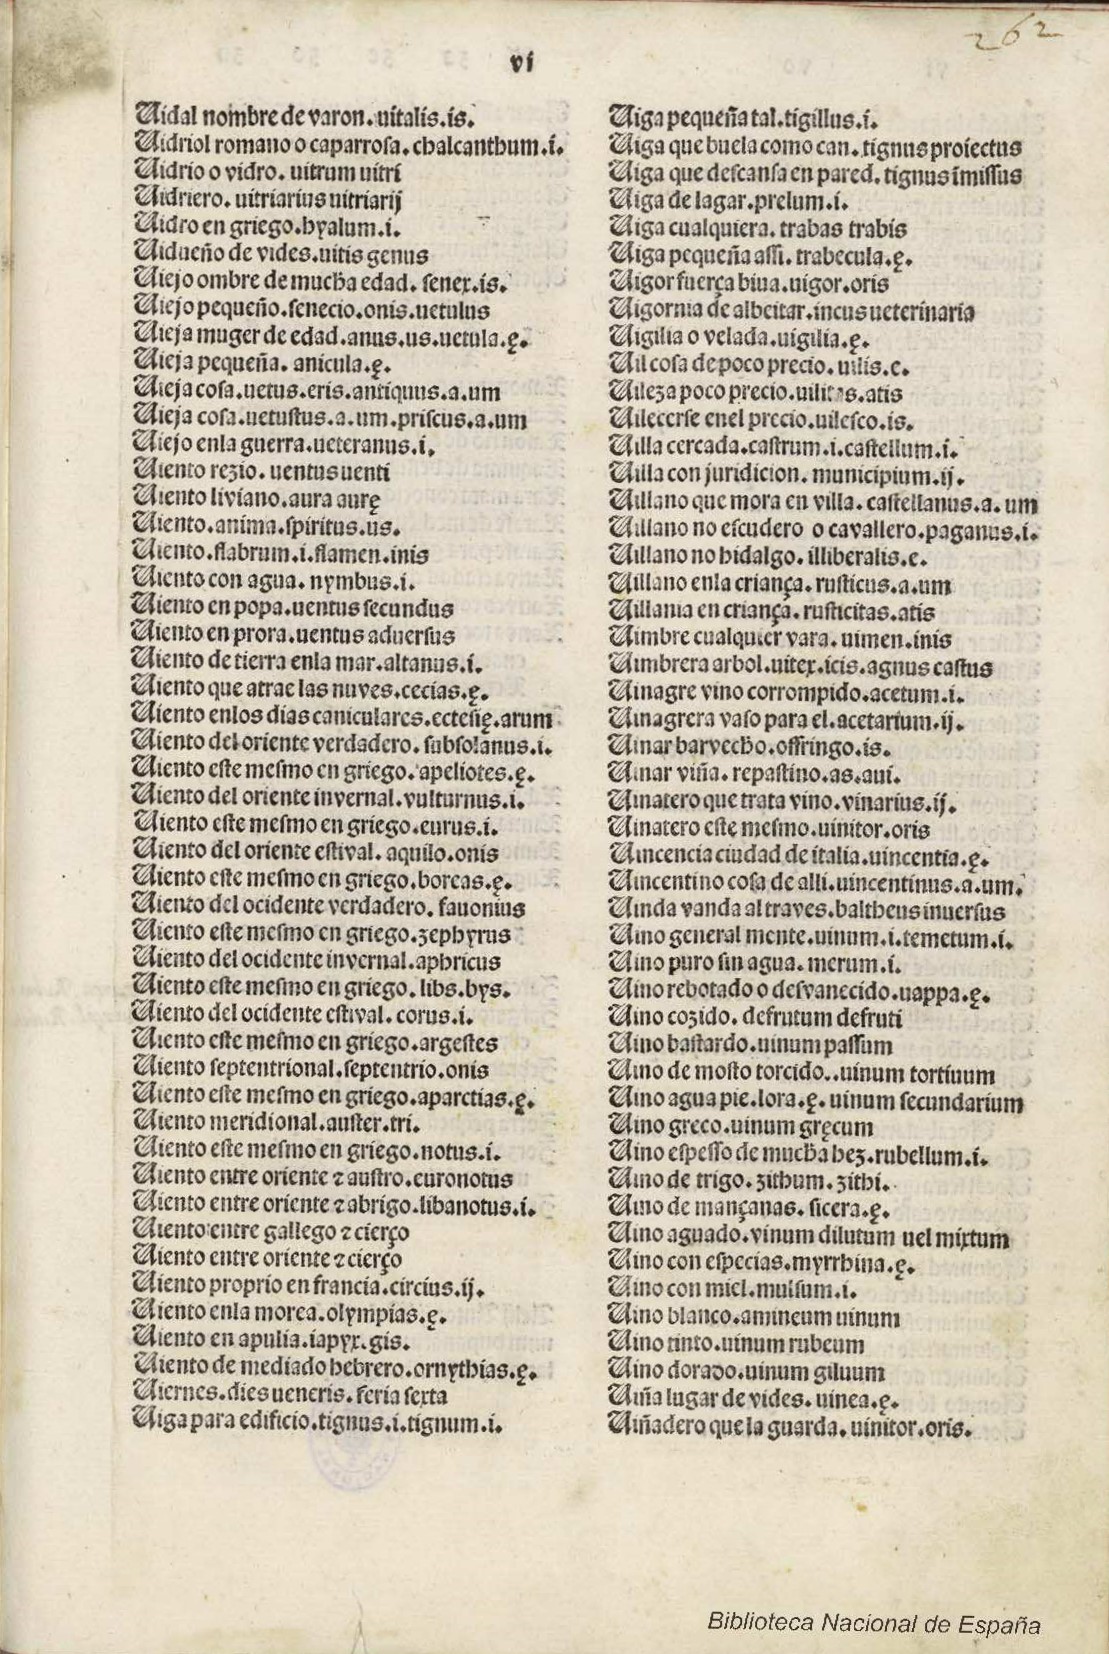 262
vi
Uidal nombre de varon. uitalis.is.
Uidriol romano o caparrosa. chalcanthum.i.
Uidrio o vidro. uitrum uitri
Uidriero. uitriarius uitriarij
Uidro en griego. hyalum.i.
Uidueño de vides. uitis genus
Uiejo ombre de mucha edad. senex.is.
Uiejo pequeño. senecio.onis. uetulus
Uieja muger de edad. anus.us. uetula.ę.
Uieja pequeña. anicula.ę.
Uieja cosa. uetus.eris. antiquus.a.um
Uieja cosa. uetustus.a.um. priscus.a.um
Uiejo enla guerra. ueteranus.i.
Uiento rezio. uentus uenti
Uiento liviano. aura aurę
Uiento. anima. spiritus.us.
Uiento. flabrum.i. flamen.inis
Uiento con agua. nymbus.i.
Uiento en popa. uentus secundus
Uiento en prora. uentus aduersus
Uiento de tierra enla mar. altanus.i.
Uiento que atrae las nuves. cecias.ę.
Uiento enlos dias caniculares. ectesię.arum
Uiento del oriente verdadero. subsolanus.i.
Uiento este mesmo en griego. apeliotes.ę.
Uiento del oriente invernal. vulturnus.i.
Uiento este mesmo en griego. eurus.i.
Uiento del oriente estival. aquilo.onis
Uiento este mesmo en griego. boreas.ę.
Uiento del ocidente verdadero. fauonius
Uiento este mesmo en griego. zephyrus
Uiento del ocidente invernal. aphricus
Uiento este mesmo en griego. libs.bys.
Uiento del ocidente estival. corus.i.
Uiento este mesmo en griego. argestes
Uiento septentrional. septentrio.onis
Uiento este mesmo en griego. aparctias.ę.
Uiento meridional. auster.tri.
Uiento este mesmo en griego. notus.i.
Uiento entre oriente ⁊ austro. euronotus
Uiento entre oriente ⁊ abrigo. libanotus.i.
Uiento entre gallego ⁊ cierço
Uiento entre oriente ⁊ cierço
Uiento proprio en francia. circius.ij.
Uiento enla morea. olympias.ę.
Uiento en apulia. iapyx.gis.
Uiento de mediado hebrero. ornythias.ę.
Uiernes. dies ueneris. feria sexta
Uiga para edificio. tignus.i. tignum.i.
Uiga pequeña tal. tigillus.i.
Uiga que buela como can. tignus proiectus
Uiga que descansa en pared. tignus īmissus
Uiga de lagar. prelum.i.
Uiga cualquiera. trabas trabis
Uiga pequeña assi. trabecula.ę.
Uigor fuerça biua. uigor.oris
Uigornia de albeitar. incus ueterinaria
Uigilia o velada. uigilia.ę.
Uil cosa de poco precio. uilis.e.
Uileza poco precio. uilitas.atis
Uilecerse enel precio. uilesco.is.
Uilla cercada. castrum.i. castellum.i.
Uilla con juridicion. municipium.ij.
Uillano que mora en villa. castellanus.a.um
Uillano no escudero o cavallero. paganus.i.
Uillano no hidalgo. illiberalis.e.
Uillano enla criança. rusticus.a.um
Uillania en criança. rusticitas.atis
Uimbre cualquier vara. uimen.inis
Uimbrera arbol. uitex.icis. agnus castus
Uinagre vino corrompido. acetum.i.
Uinagrera vaso para el. acetarium.ij.
Uinar barvecho. offringo.is.
Uinar viña. repastino.as.aui.
Uinatero que trata vino. vinarius.ij.
Uinatero este mesmo. uinitor.oris
Uincencia ciudad de italia. uincentia.ę.
Uincentino cosa de alli. uincentinus.a.um.
Uinda vanda al traves. baltheus inuersus
Uino general mente. uinum.i. temetum.i.
Uino puro sin agua. merum.i.
Uino rebotado o desvanecido. uappa.ę.
Uino cozido. defrutum defruti
Uino bastardo. uinum passum
Uino de mosto torcido.. uinum tortiuum
Uino agua pie. lora.ę. uinum secundarium
Uino greco. uinum gręcum
Uino espesso de mucha hez. rubellum.i.
Uino de trigo. zithum. zithi.
Uino de mançanas. sicera.ę.
Uino aguado. vinum dilutum uel mixtum
Uino con especias. myrrhina.ę.
Uino con miel. mulsum.i.
Uino blanco. amineum uinum
Uino tinto. uinum rubeum
Uino dorado. uinum giluum
Uiña lugar de vides. uinea.ę.
Uiñadero que la guarda. uinitor.oris.
Biblioteca Nacional de España